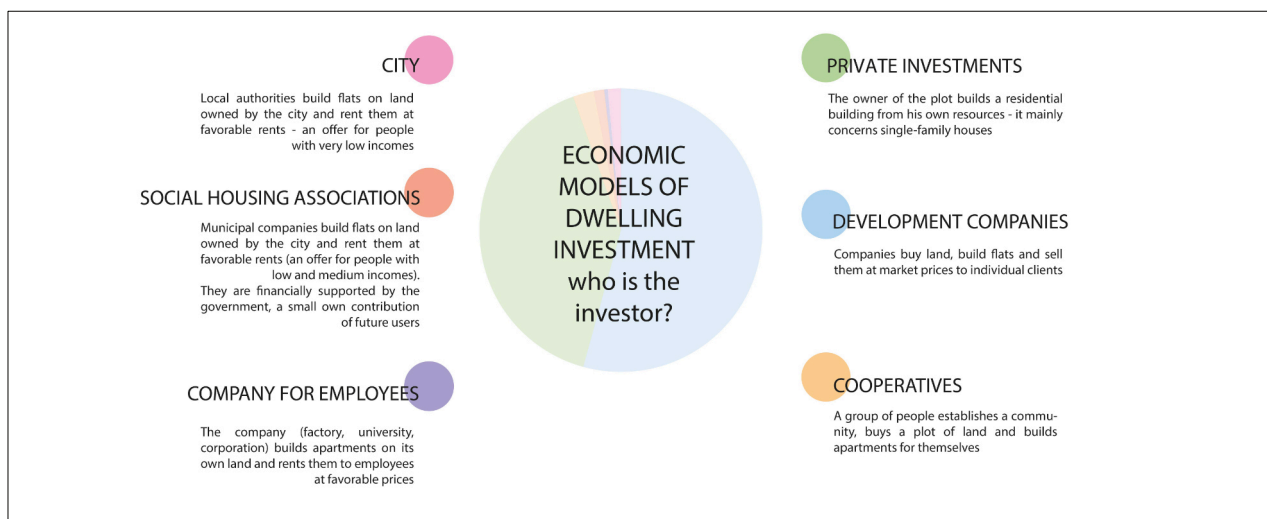 CITY
Local authorities build flats on land
owned by the city and rent them at
favorable rents - an offer for people
with very low incomes
SOCIAL HOUSING ASSOCIATIONS
Municipal companies build flats on land
owned by the city and rent them at
favorable rents (an offer for people with
low and medium incomes).
They are financially supported by the
government, a small own contribution
of future users
COMPANY FOR EMPLOYEES
The company (factory, university,
corporation) builds apartments on its
own land and rents them to employees
at favorable prices
ECONOMIC
MODELS OF
DWELLING
INVESTMENT
who is the
investor?
PRIVATE INVESTMENTS
The owner of the plot builds a residential
building from his own resources - it mainly
concerns single-family houses
DEVELOPMENT COMPANIES
Companies buy land, build flats and sell
them at market prices to individual clients
COOPERATIVES
A group of people establishes a commu-
nity, buys a plot of land and builds
apartments for themselves